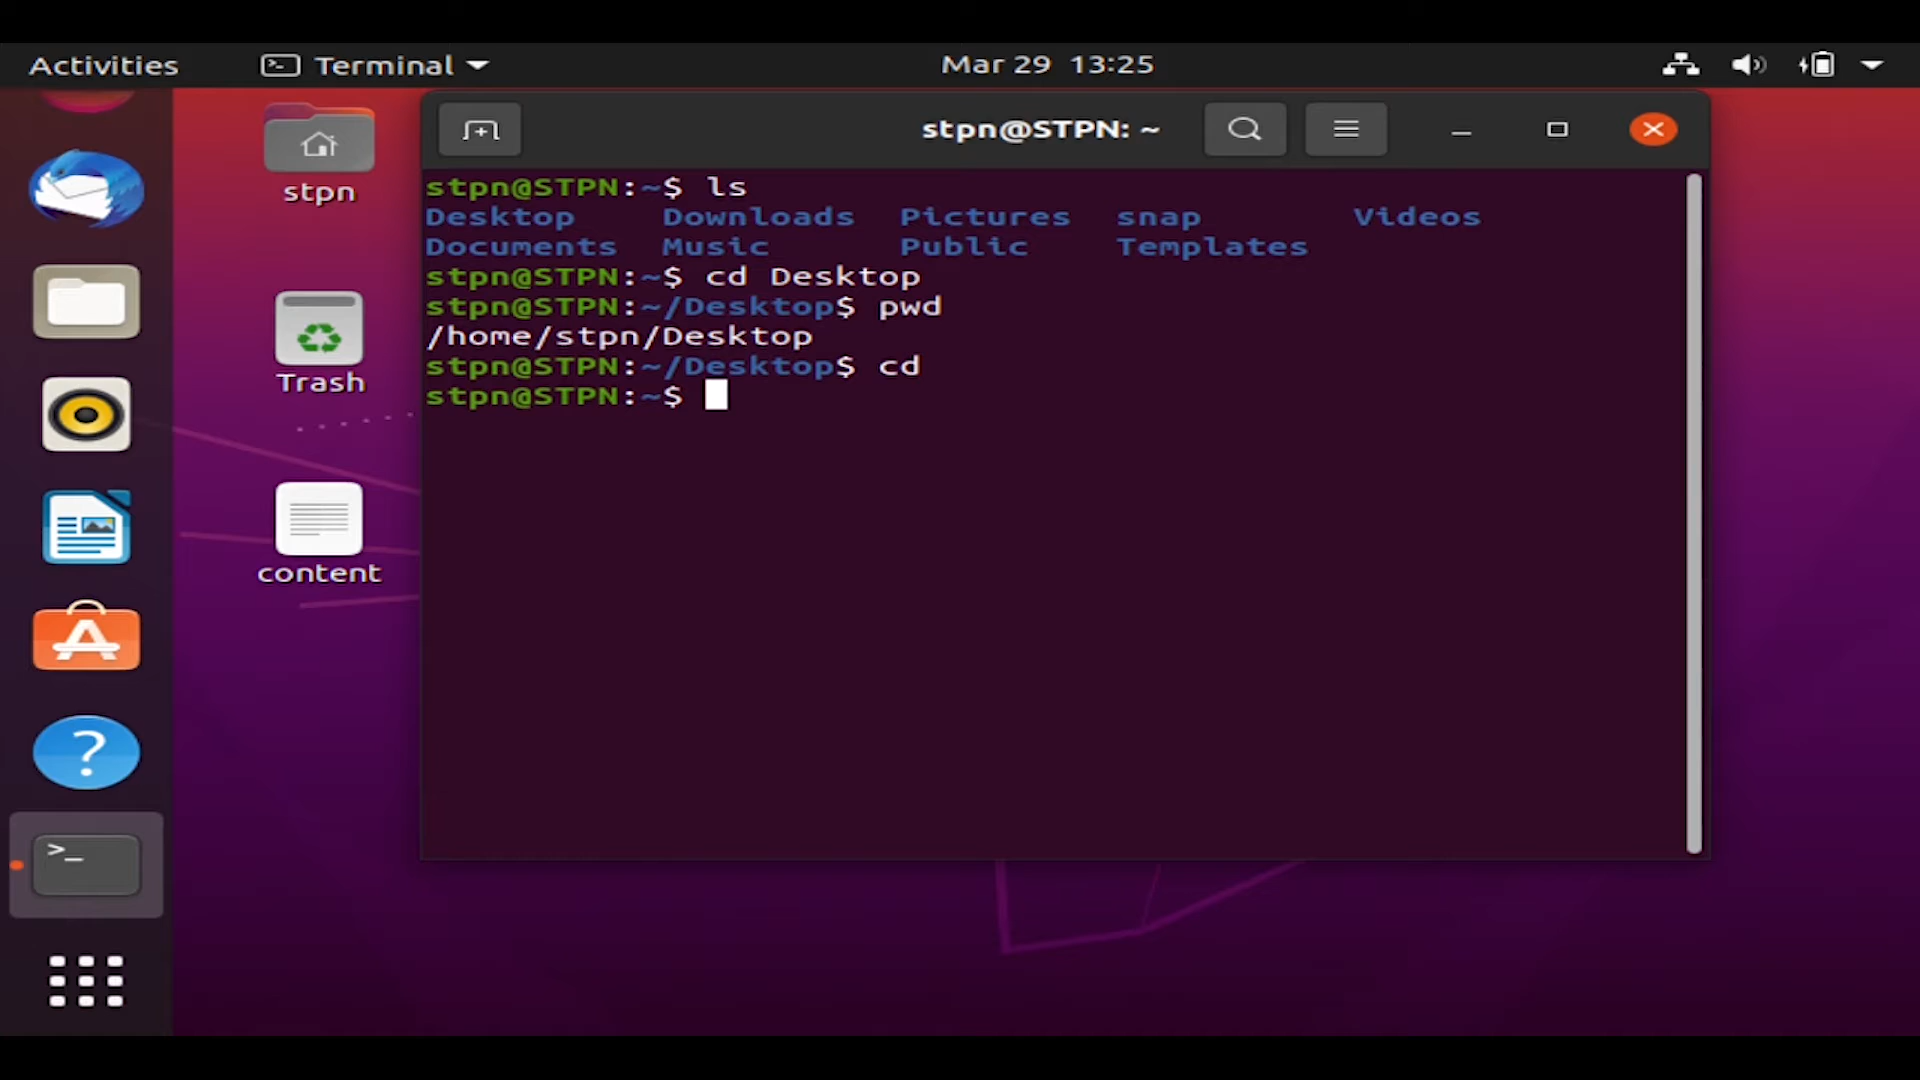 Activities Terminal Mar 29 13:25
stpn@STPN: ~
stpn
Trash
content
stpn@STPN:~$ ls
Desktop Downloads Pictures snap Videos
Documents Music Public Templates
stpn@STPN:~$ cd Desktop
stpn@STPN:~/Desktop$ pwd
/home/stpn/Desktop
stpn@STPN:~/Desktop$ cd
stpn@STPN:~$